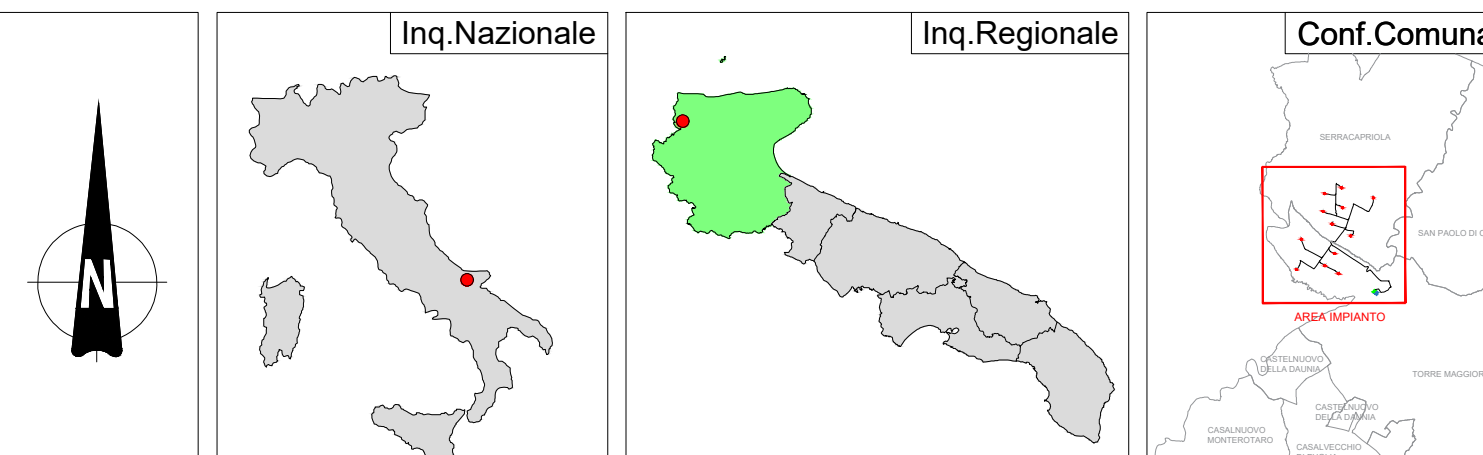 N
Inq.Nazionale
Inq.Regionale
Conf.Comuna
SERRACAPRIOLA
SAN PAOLO DI C
AREA IMPIANTO
CASTELNUOVO
DELLA DAUNIA
TORRE MAGGIOR
CASTELNUOVO
DELLA DAUNIA
CASALNUOVO
MONTEROTARO
CASALVECCHIO